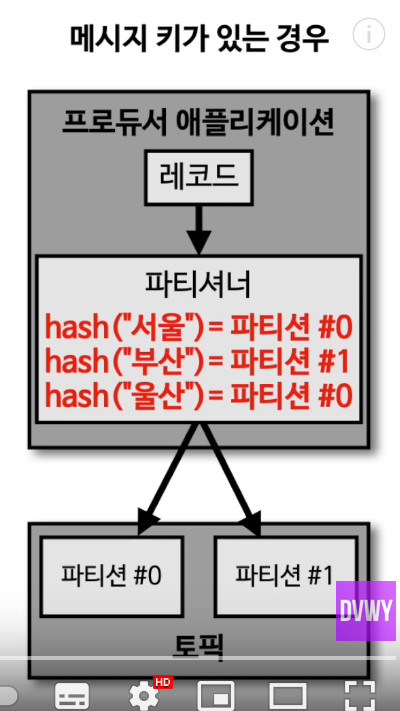 메시지 키가 있는 경우
i
프로듀서 애플리케이션
레코드
파티셔너
hash("서울")= 파티션 #0
hash("부산")= 파티션 #1
hash("울산")= 파티션 #0
파티션 #0
파티션 #1
DVWY
토픽
HD